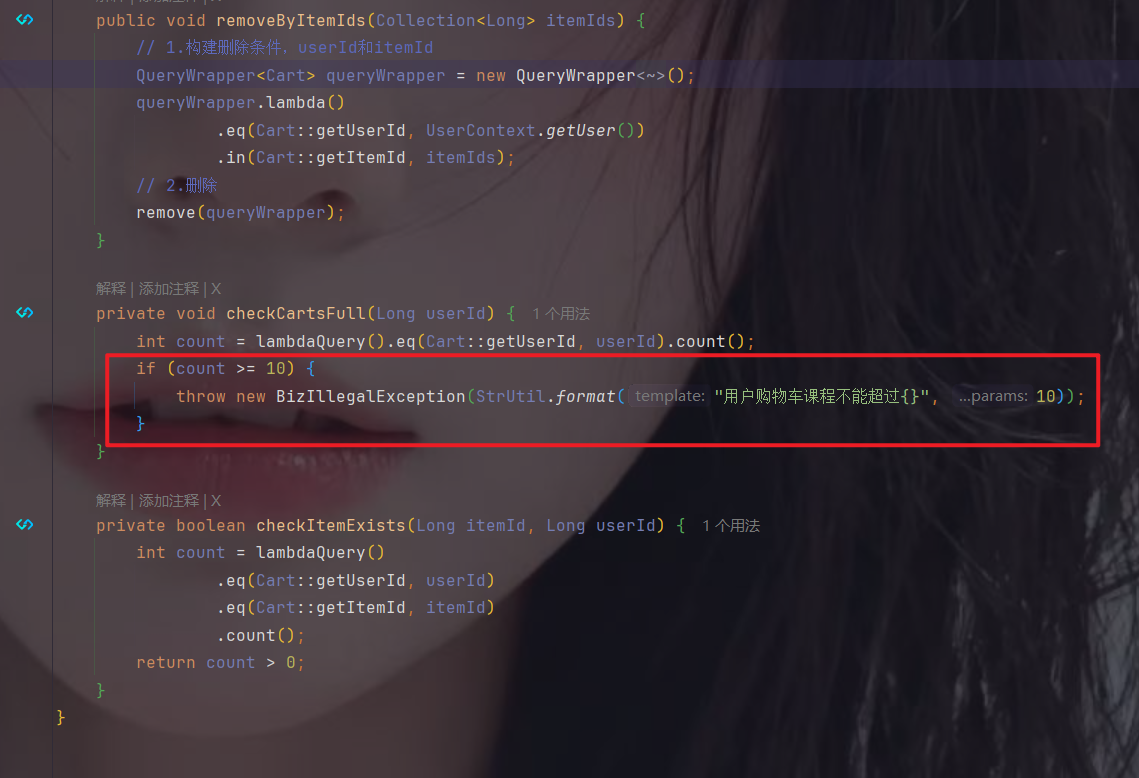 public void removeByItemIds(Collection<Long> itemIds) {
// 1.构建删除条件，userId和itemId
QueryWrapper<Cart> queryWrapper = new QueryWrapper<~>();
queryWrapper.lambda()
.eq(Cart::getUserId, UserContext.getUser())
.in(Cart::getItemId, itemIds);
// 2.删除
remove(queryWrapper);
}
解释 | 添加注释 | X
private void checkCartsFull(Long userId) { 1 个用法
int count = lambdaQuery().eq(Cart::getUserId, userId).count();
if (count >= 10) {
throw new BizIllegalException(StrUtil.format( template: "用户购物车课程不能超过{}", ...params: 10));
}
}
解释 | 添加注释 | X
private boolean checkItemExists(Long itemId, Long userId) { 1 个用法
int count = lambdaQuery()
.eq(Cart::getUserId, userId)
.eq(Cart::getItemId, itemId)
.count();
return count > 0;
}
}